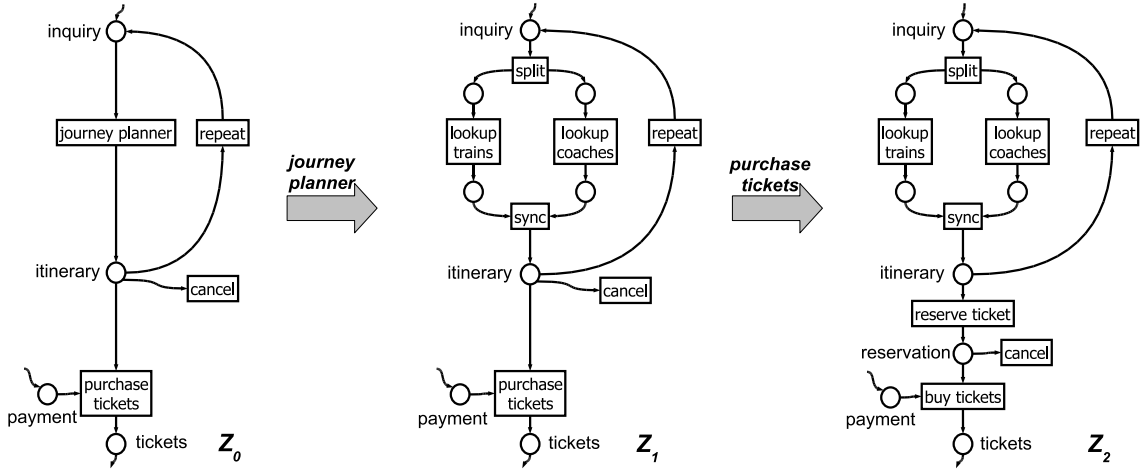 inquiry
journey planner
repeat
itinerary
cancel
purchase
tickets
payment
tickets
Z0
journey
planner
inquiry
split
lookup
trains
lookup
coaches
repeat
sync
itinerary
cancel
purchase
tickets
payment
tickets
Z1
purchase
tickets
inquiry
split
lookup
trains
lookup
coaches
repeat
sync
itinerary
reserve ticket
reservation
cancel
buy tickets
payment
tickets
Z2